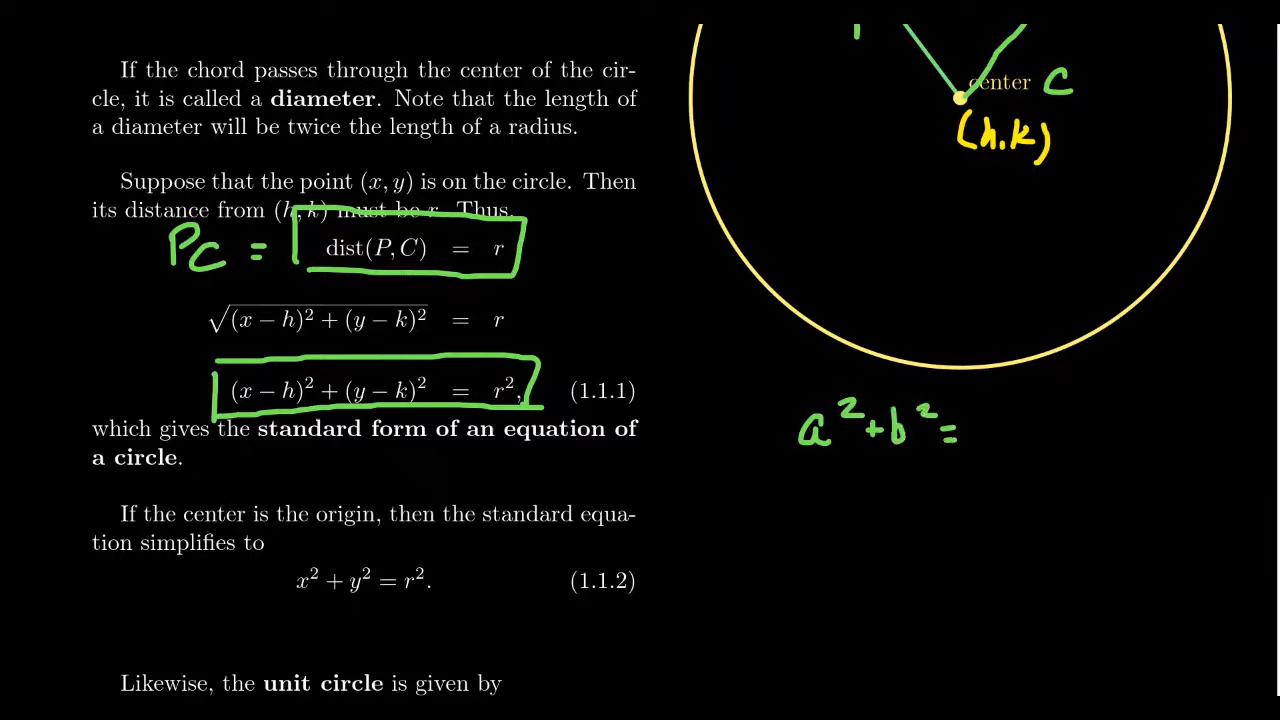 If the chord passes through the center of the cir-
cle, it is called a diameter. Note that the length of
a diameter will be twice the length of a radius.
Suppose that the point (x, y) is on the circle. Then
its distance from (h, k) must be r. Thus,
PC = dist(P, C) = r
√(x − h)² + (y − k)² = r
(x − h)² + (y − k)² = r², (1.1.1)
which gives the standard form of an equation of
a circle.
If the center is the origin, then the standard equa-
tion simplifies to
x² + y² = r². (1.1.2)
Likewise, the unit circle is given by
center C
(h,k)
a² + b² =